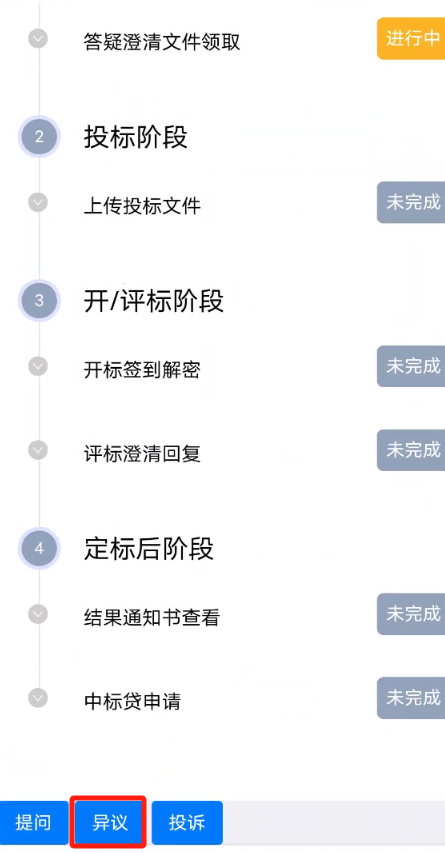 答疑澄清文件领取
进行中
2
投标阶段
上传投标文件
未完成
3
开/评标阶段
开标签到解密
未完成
评标澄清回复
未完成
4
定标后阶段
结果通知书查看
未完成
中标贷申请
未完成
提问
异议
投诉